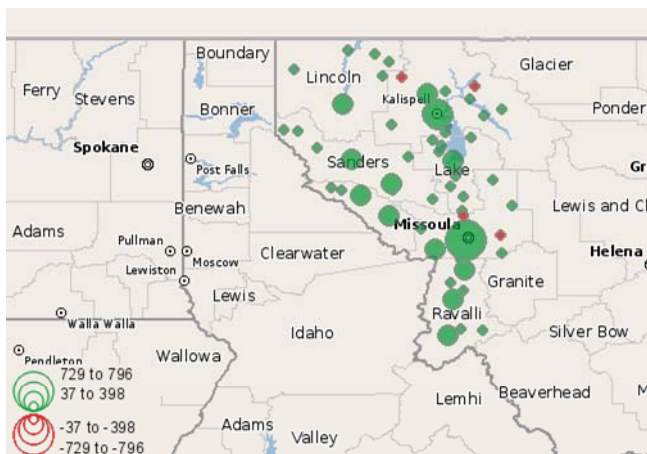 Boundary
Glacier
Lincoln
Ferry
Stevens
Kalispell
Bonner
Ponder
Spokane
Sanders
Post Falls
Lake
Gr
Benewah
Lewis and Cl
Adams
Missoula
Pullman
Moscow
Clearwater
Helena
Lewiston
Granite
Lewis
Walla Walla
Ravalli
Idaho
Silver Bow
Pendleton
Wallowa
729 to 796
37 to 398
Lemhi
Beaverhead
M
-37 to -398
Adams
Valley
-729 to -796